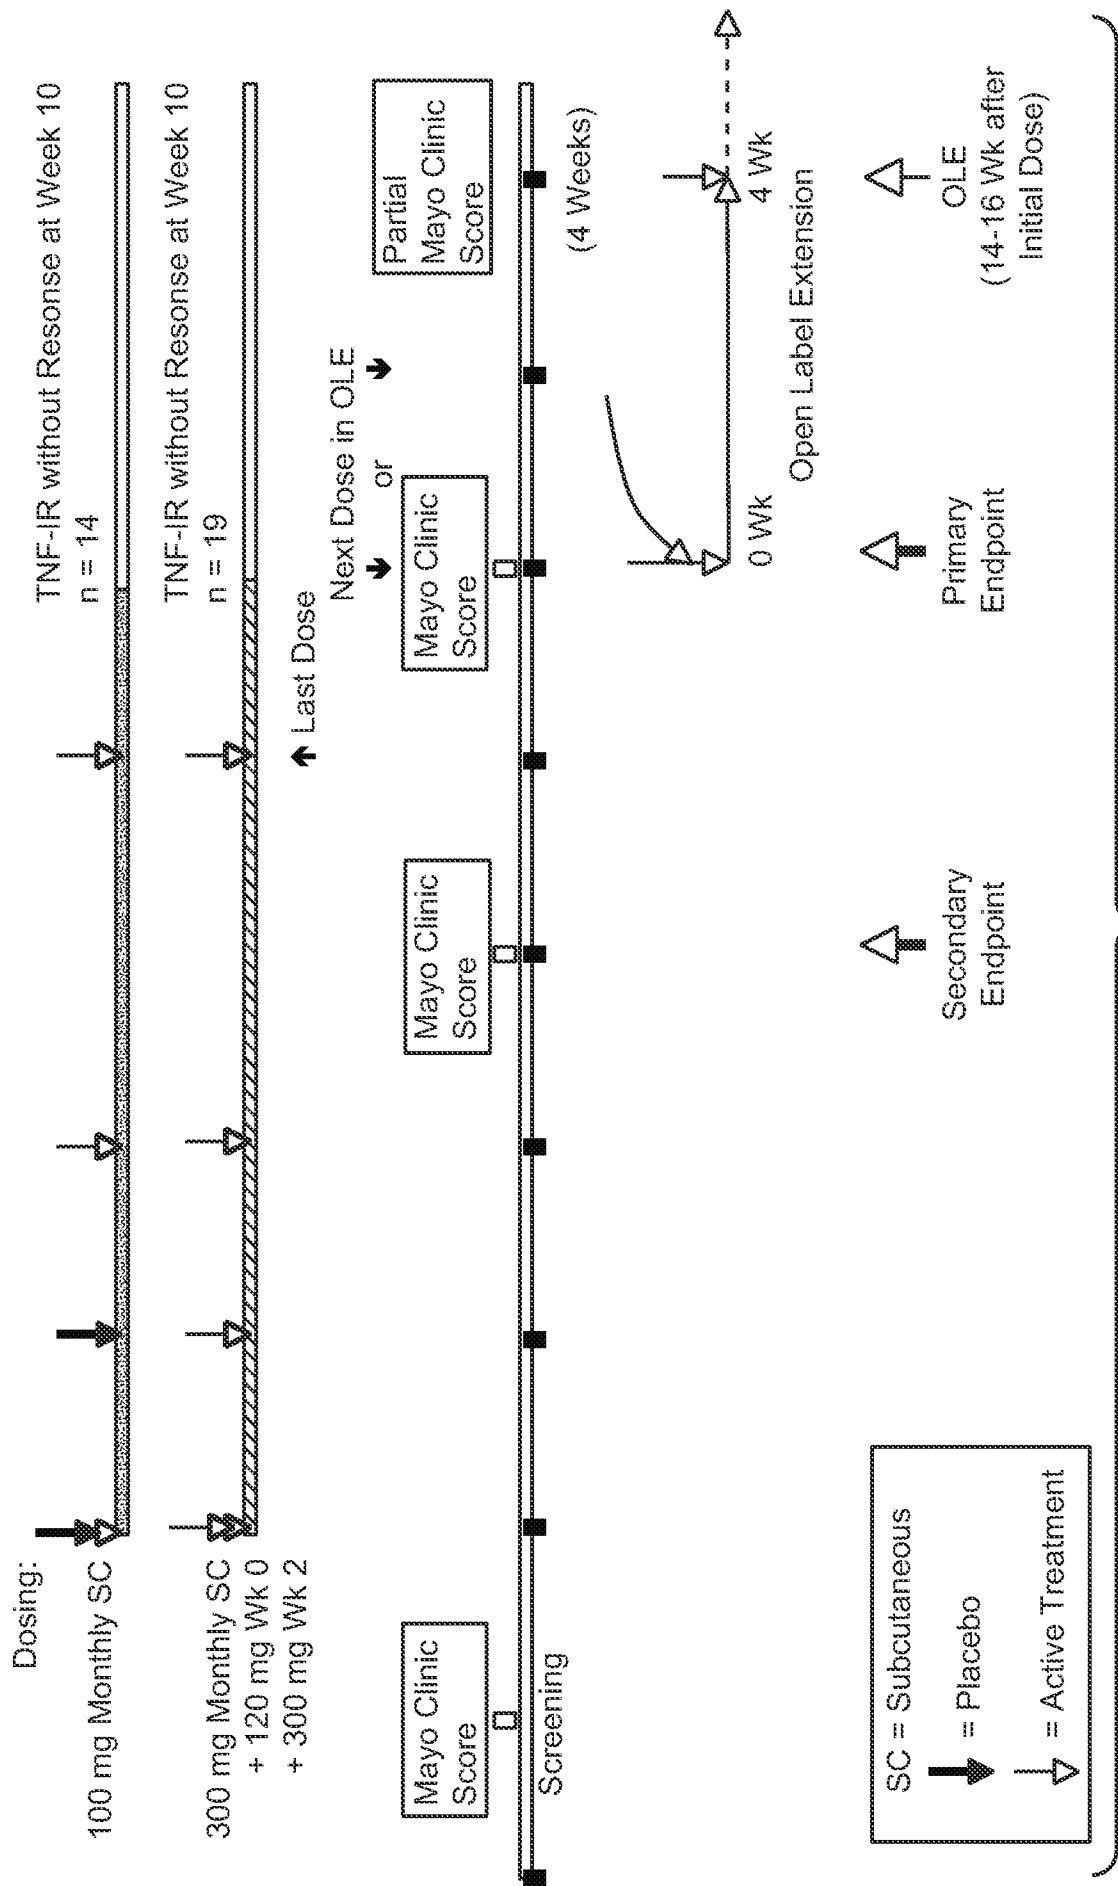 Dosing:
100 mg Monthly SC
TNF-IR without Resonse at Week 10
n = 14
300 mg Monthly SC
+ 120 mg Wk 0
+ 300 mg Wk 2
TNF-IR without Resonse at Week 10
n = 19
Last Dose
Next Dose in OLE
or
Mayo Clinic
Score
Mayo Clinic
Score
Mayo Clinic
Score
Partial
Mayo Clinic
Score
Screening
(4 Weeks)
0 Wk
4 Wk
Open Label Extension
Secondary
Endpoint
Primary
Endpoint
OLE
(14-16 Wk after
Initial Dose)
SC = Subcutaneous
= Placebo
= Active Treatment